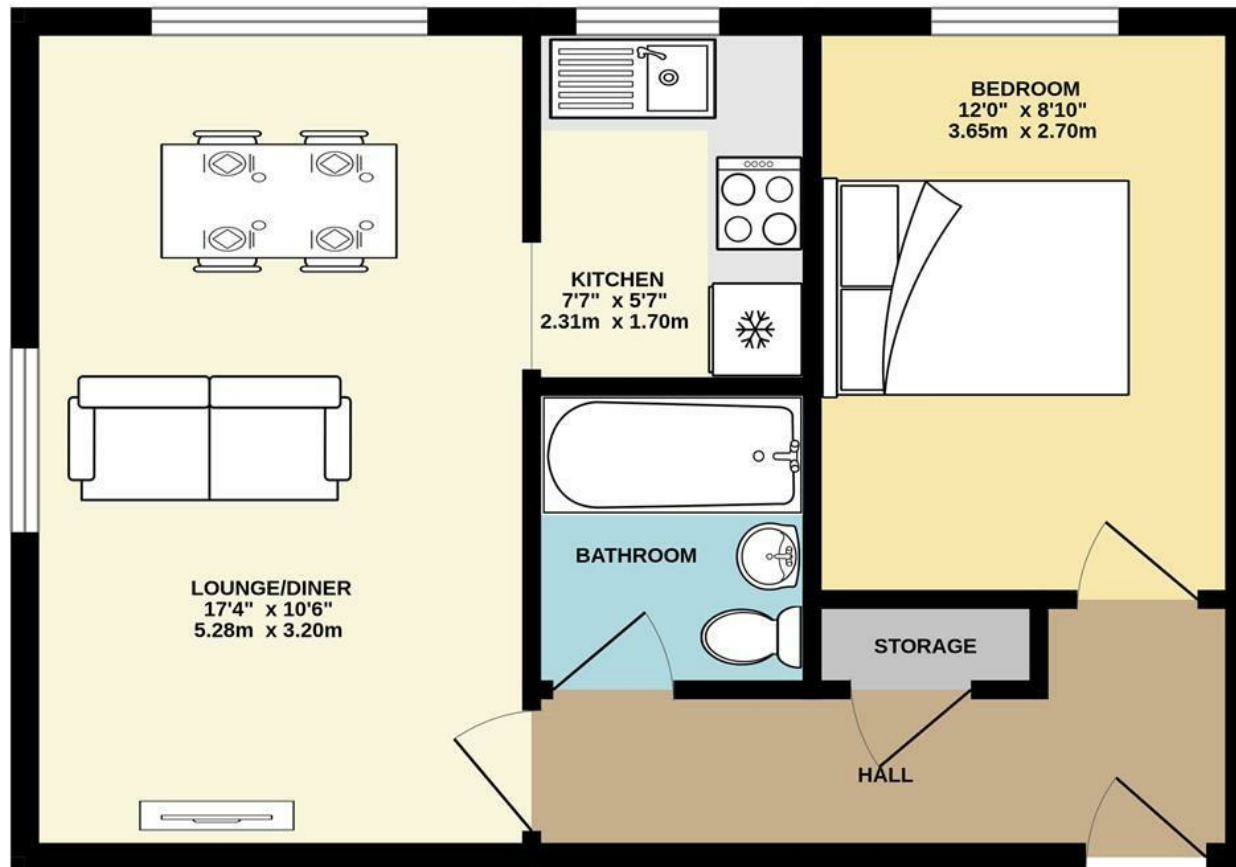 BEDROOM
12'0" x 8'10"
3.65m x 2.70m
KITCHEN
7'7" x 5'7"
2.31m x 1.70m
BATHROOM
LOUNGE/DINER
17'4" x 10'6"
5.28m x 3.20m
STORAGE
HALL